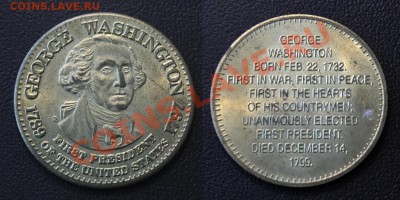 COINS.LAV.RU
1789 GEORGE WASHINGTON 1797
FIRST PRESIDENT
OF THE UNITED STATES
GEORGE
WASHINGTON
BORN FEB 22, 1732.
FIRST IN WAR, FIRST IN PEACE,
FIRST IN THE HEARTS
OF HIS COUNTRYMEN:
UNANIMOUSLY ELECTED
FIRST PRESIDENT.
DIED DECEMBER 14,
1799.